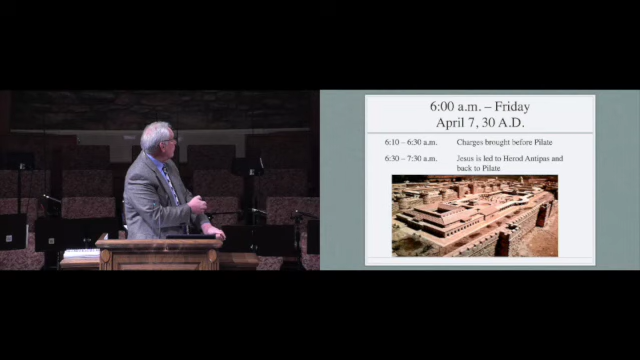 6:00 a.m. – Friday
April 7, 30 A.D.
6:10 – 6:30 a.m. Charges brought before Pilate
6:30 – 7:30 a.m. Jesus is led to Herod Antipas and
back to Pilate